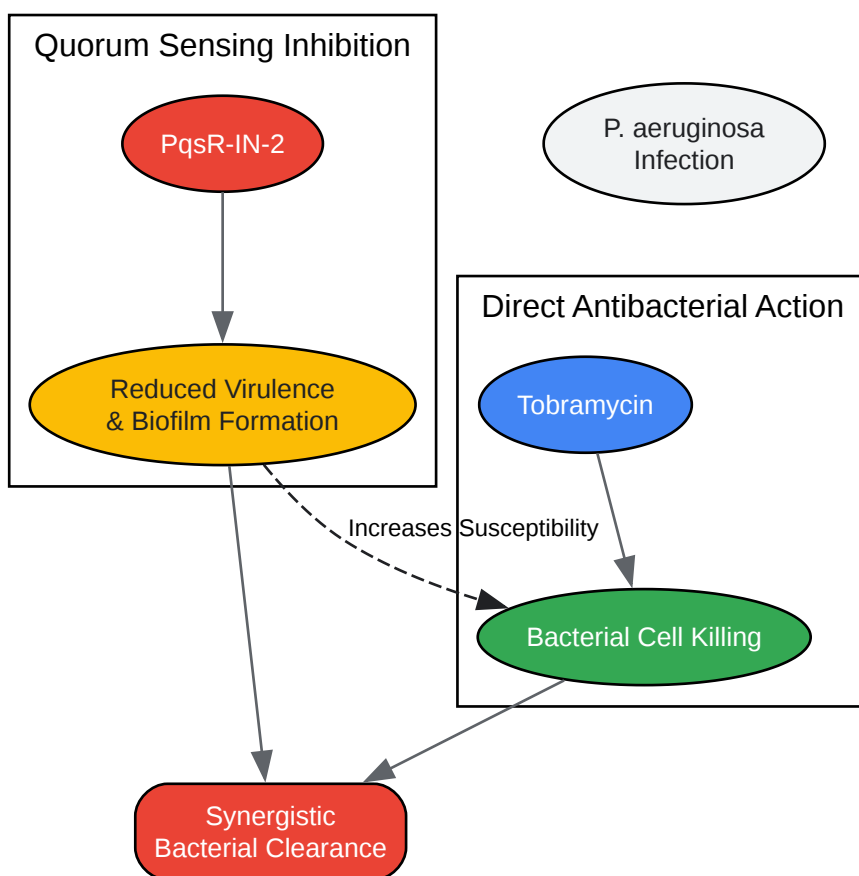 Quorum Sensing Inhibition
PqsR-IN-2
P. aeruginosa
Infection
Direct Antibacterial Action
Reduced Virulence
& Biofilm Formation
Tobramycin
Increases Susceptibility
Bacterial Cell Killing
Synergistic
Bacterial Clearance